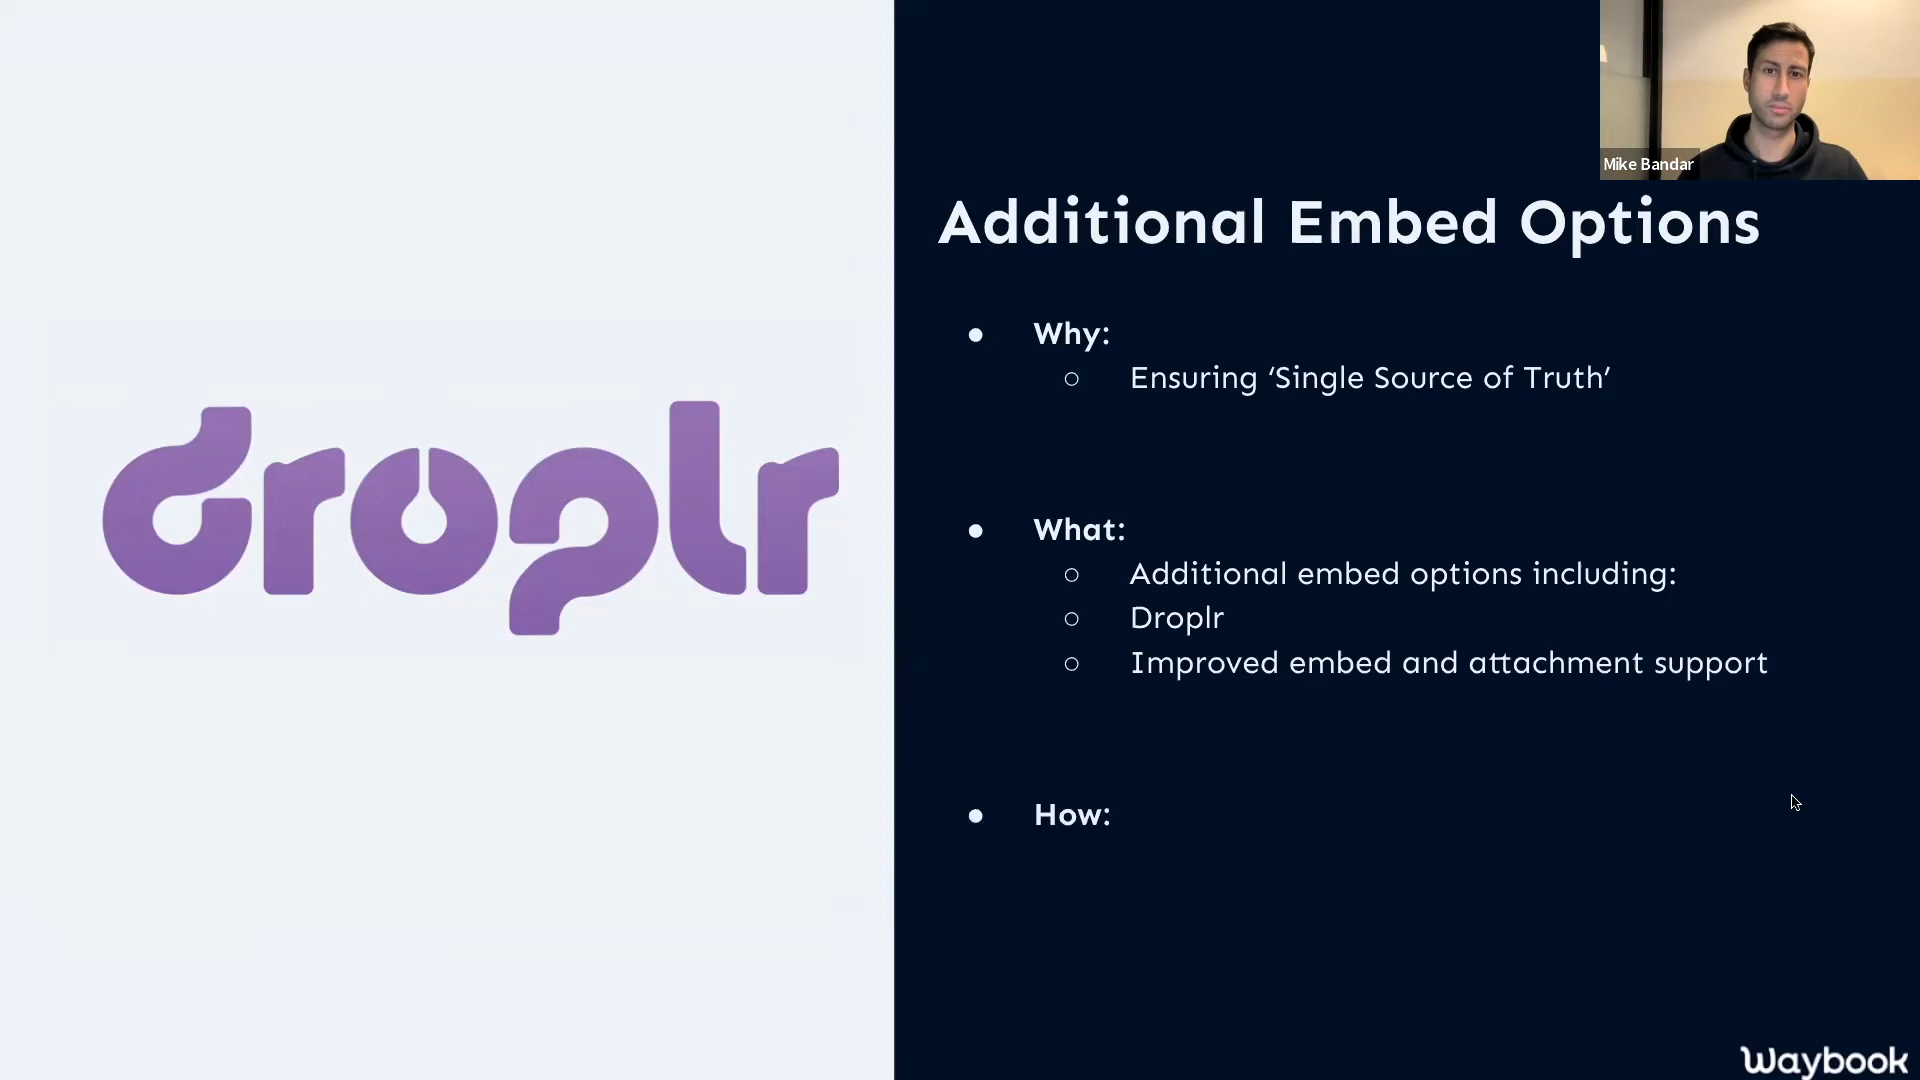 droplr
Mike Bandar
Additional Embed Options
Why:
Ensuring ‘Single Source of Truth’
What:
Additional embed options including:
Droplr
Improved embed and attachment support
How:
Waybook